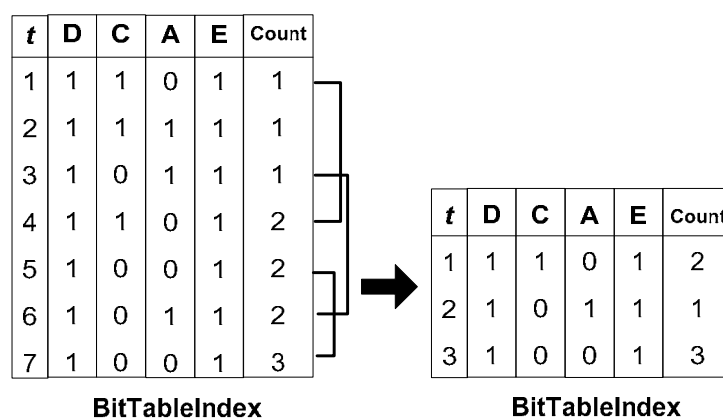 t D C A E Count
1 1 1 0 1 1
2 1 1 1 1 1
3 1 0 1 1 1
4 1 1 0 1 2
5 1 0 0 1 2
6 1 0 1 1 2
7 1 0 0 1 3
BitTableIndex
t D C A E Count
1 1 1 0 1 2
2 1 0 1 1 1
3 1 0 0 1 3
BitTableIndex